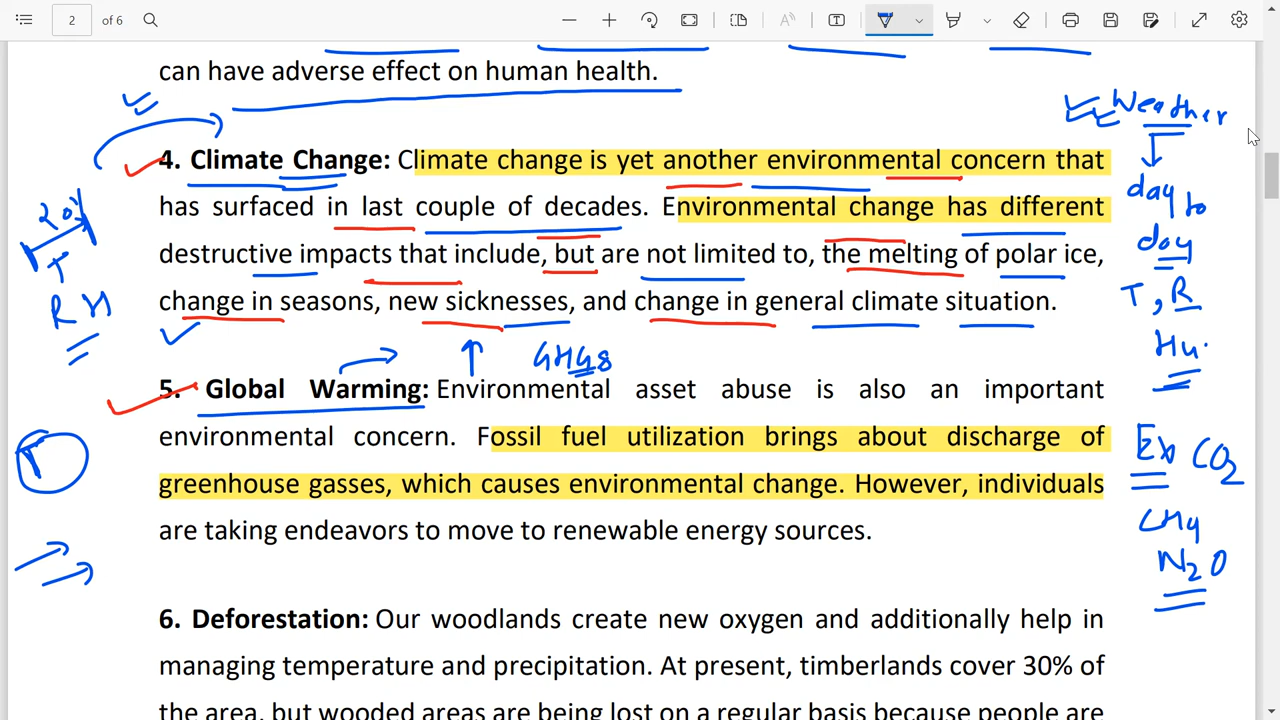 2 of 6
can have adverse effect on human health.
Weather
4. Climate Change: Climate change is yet another environmental concern that
day to
has surfaced in last couple of decades. Environmental change has different
day
destructive impacts that include, but are not limited to, the melting of polar ice,
T
T, R
change in seasons, new sicknesses, and change in general climate situation.
R H
Hu.
GHGs
5. Global Warming: Environmental asset abuse is also an important
environmental concern. Fossil fuel utilization brings about discharge of
T
Ex CO2
greenhouse gasses, which causes environmental change. However, individuals
are taking endeavors to move to renewable energy sources.
CH4
N2O
6. Deforestation: Our woodlands create new oxygen and additionally help in
managing temperature and precipitation. At present, timberlands cover 30% of
the area, but wooded areas are being lost on a regular basis because people are